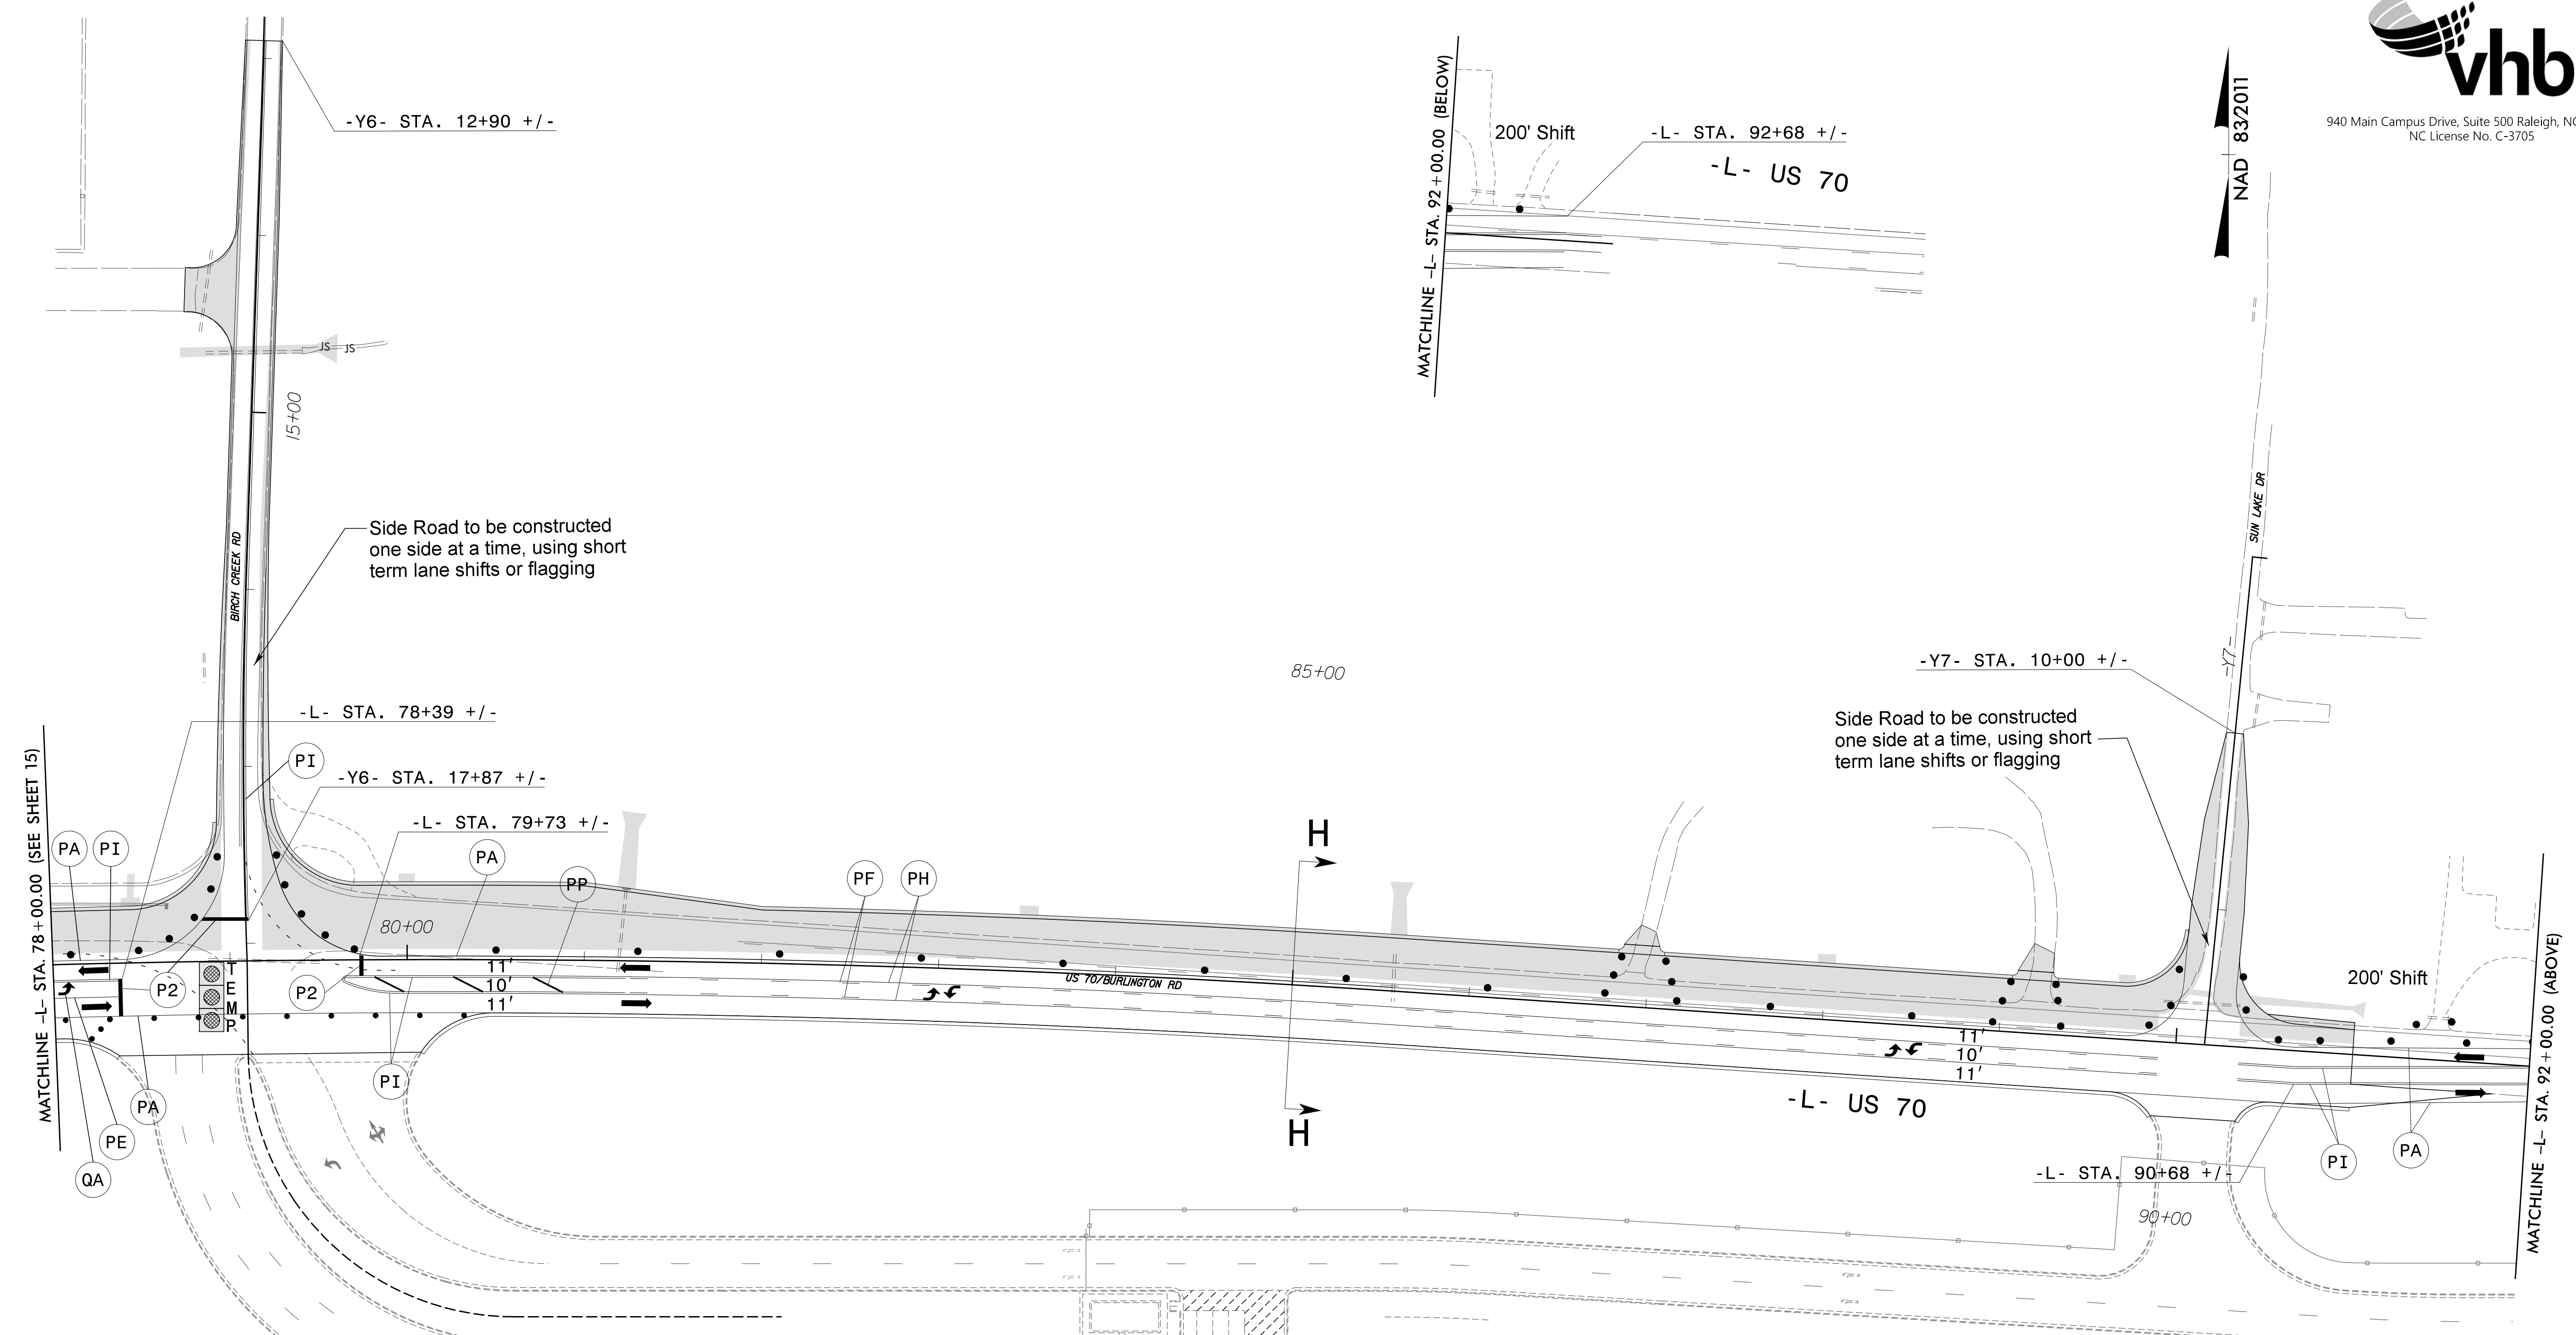 vhb
940 Main Campus Drive, Suite 500 Raleigh, NC
NC License No. C-3705
NAD 83/2011
-Y6- STA. 12+90 +/-
MATCHLINE -L- STA. 92+00.00 (BELOW)
200' Shift
-L- STA. 92+68 +/-
-L- US 70
JS JS
15+00
BIRCH CREEK RD
Side Road to be constructed
one side at a time, using short
term lane shifts or flagging
SUN LAKE DR
-Y7-
85+00
-Y7- STA. 10+00 +/-
Side Road to be constructed
one side at a time, using short
term lane shifts or flagging
-L- STA. 78+39 +/-
PI
-Y6- STA. 17+87 +/-
-L- STA. 79+73 +/-
MATCHLINE -L- STA. 78+00.00 (SEE SHEET 15)
PA
PI
PA
PP
PF
PH
H
80+00
P2
P2
TEMP
11'
10'
11'
US 70/BURLINGTON RD
200' Shift
11'
10'
11'
PI
PA
PE
QA
H
-L- US 70
PI
PA
-L- STA. 90+68 +/-
90+00
MATCHLINE -L- STA. 92+00.00 (ABOVE)